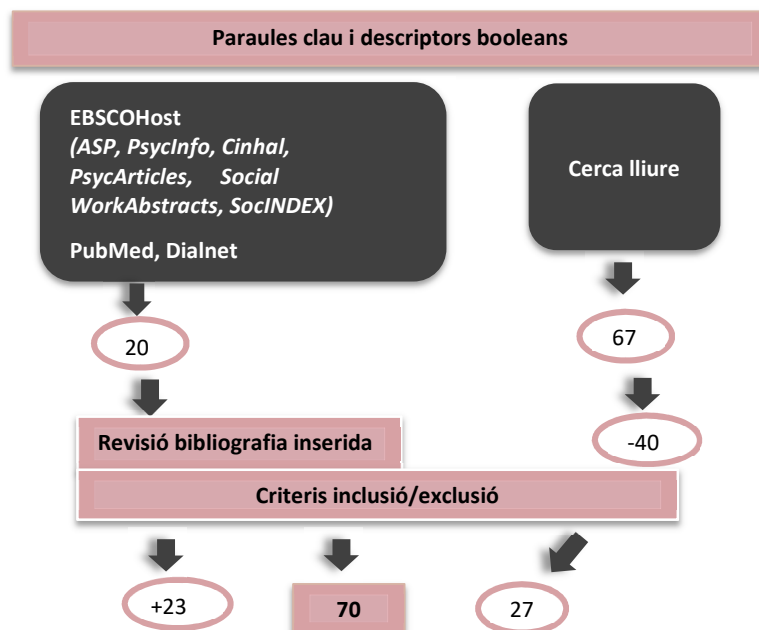 Paraules clau i descriptors booleans
EBSCOHost
(ASP, PsycInfo, Cinhal,
PsycArticles, Social
WorkAbstracts, SocINDEX)
PubMed, Dialnet
Cerca lliure
20
67
Revisió bibliografia inserida
-40
Criteris inclusió/exclusió
+23
70
27